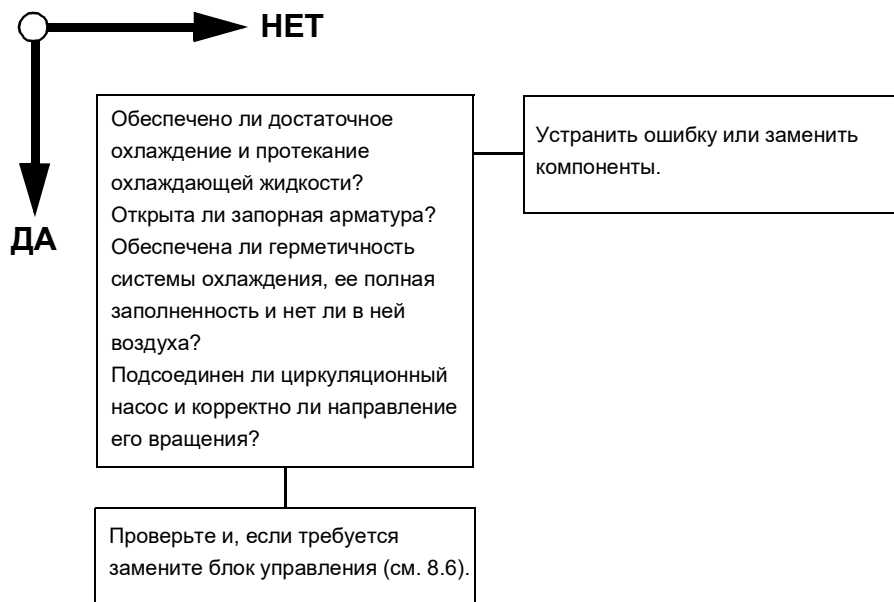 НЕТ
ДА
Обеспечено ли достаточное
охлаждение и протекание
охлаждающей жидкости?
Открыта ли запорная арматура?
Обеспечена ли герметичность
системы охлаждения, ее полная
заполненность и нет ли в ней
воздуха?
Подсоединен ли циркуляционный
насос и корректно ли направление
его вращения?
Устранить ошибку или заменить
компоненты.
Проверьте и, если требуется
замените блок управления (см. 8.6).